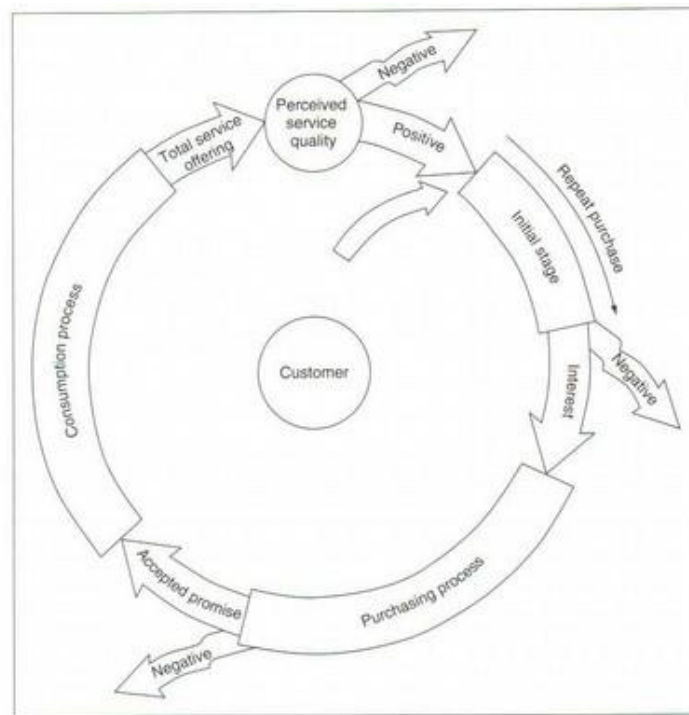 Negative
Perceived
service
quality
Positive
Total service
offering
Repeat purchase
Initial stage
Negative
Interest
Customer
Consumption process
Purchasing process
Accepted promise
Negative